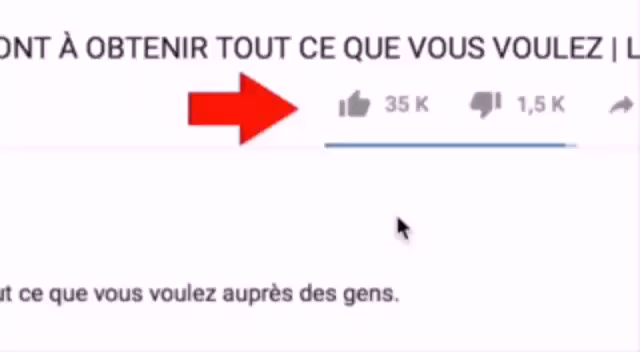 ONT À OBTENIR TOUT CE QUE VOUS VOULEZ | L
35 K 1,5 K
ut ce que vous voulez auprès des gens.